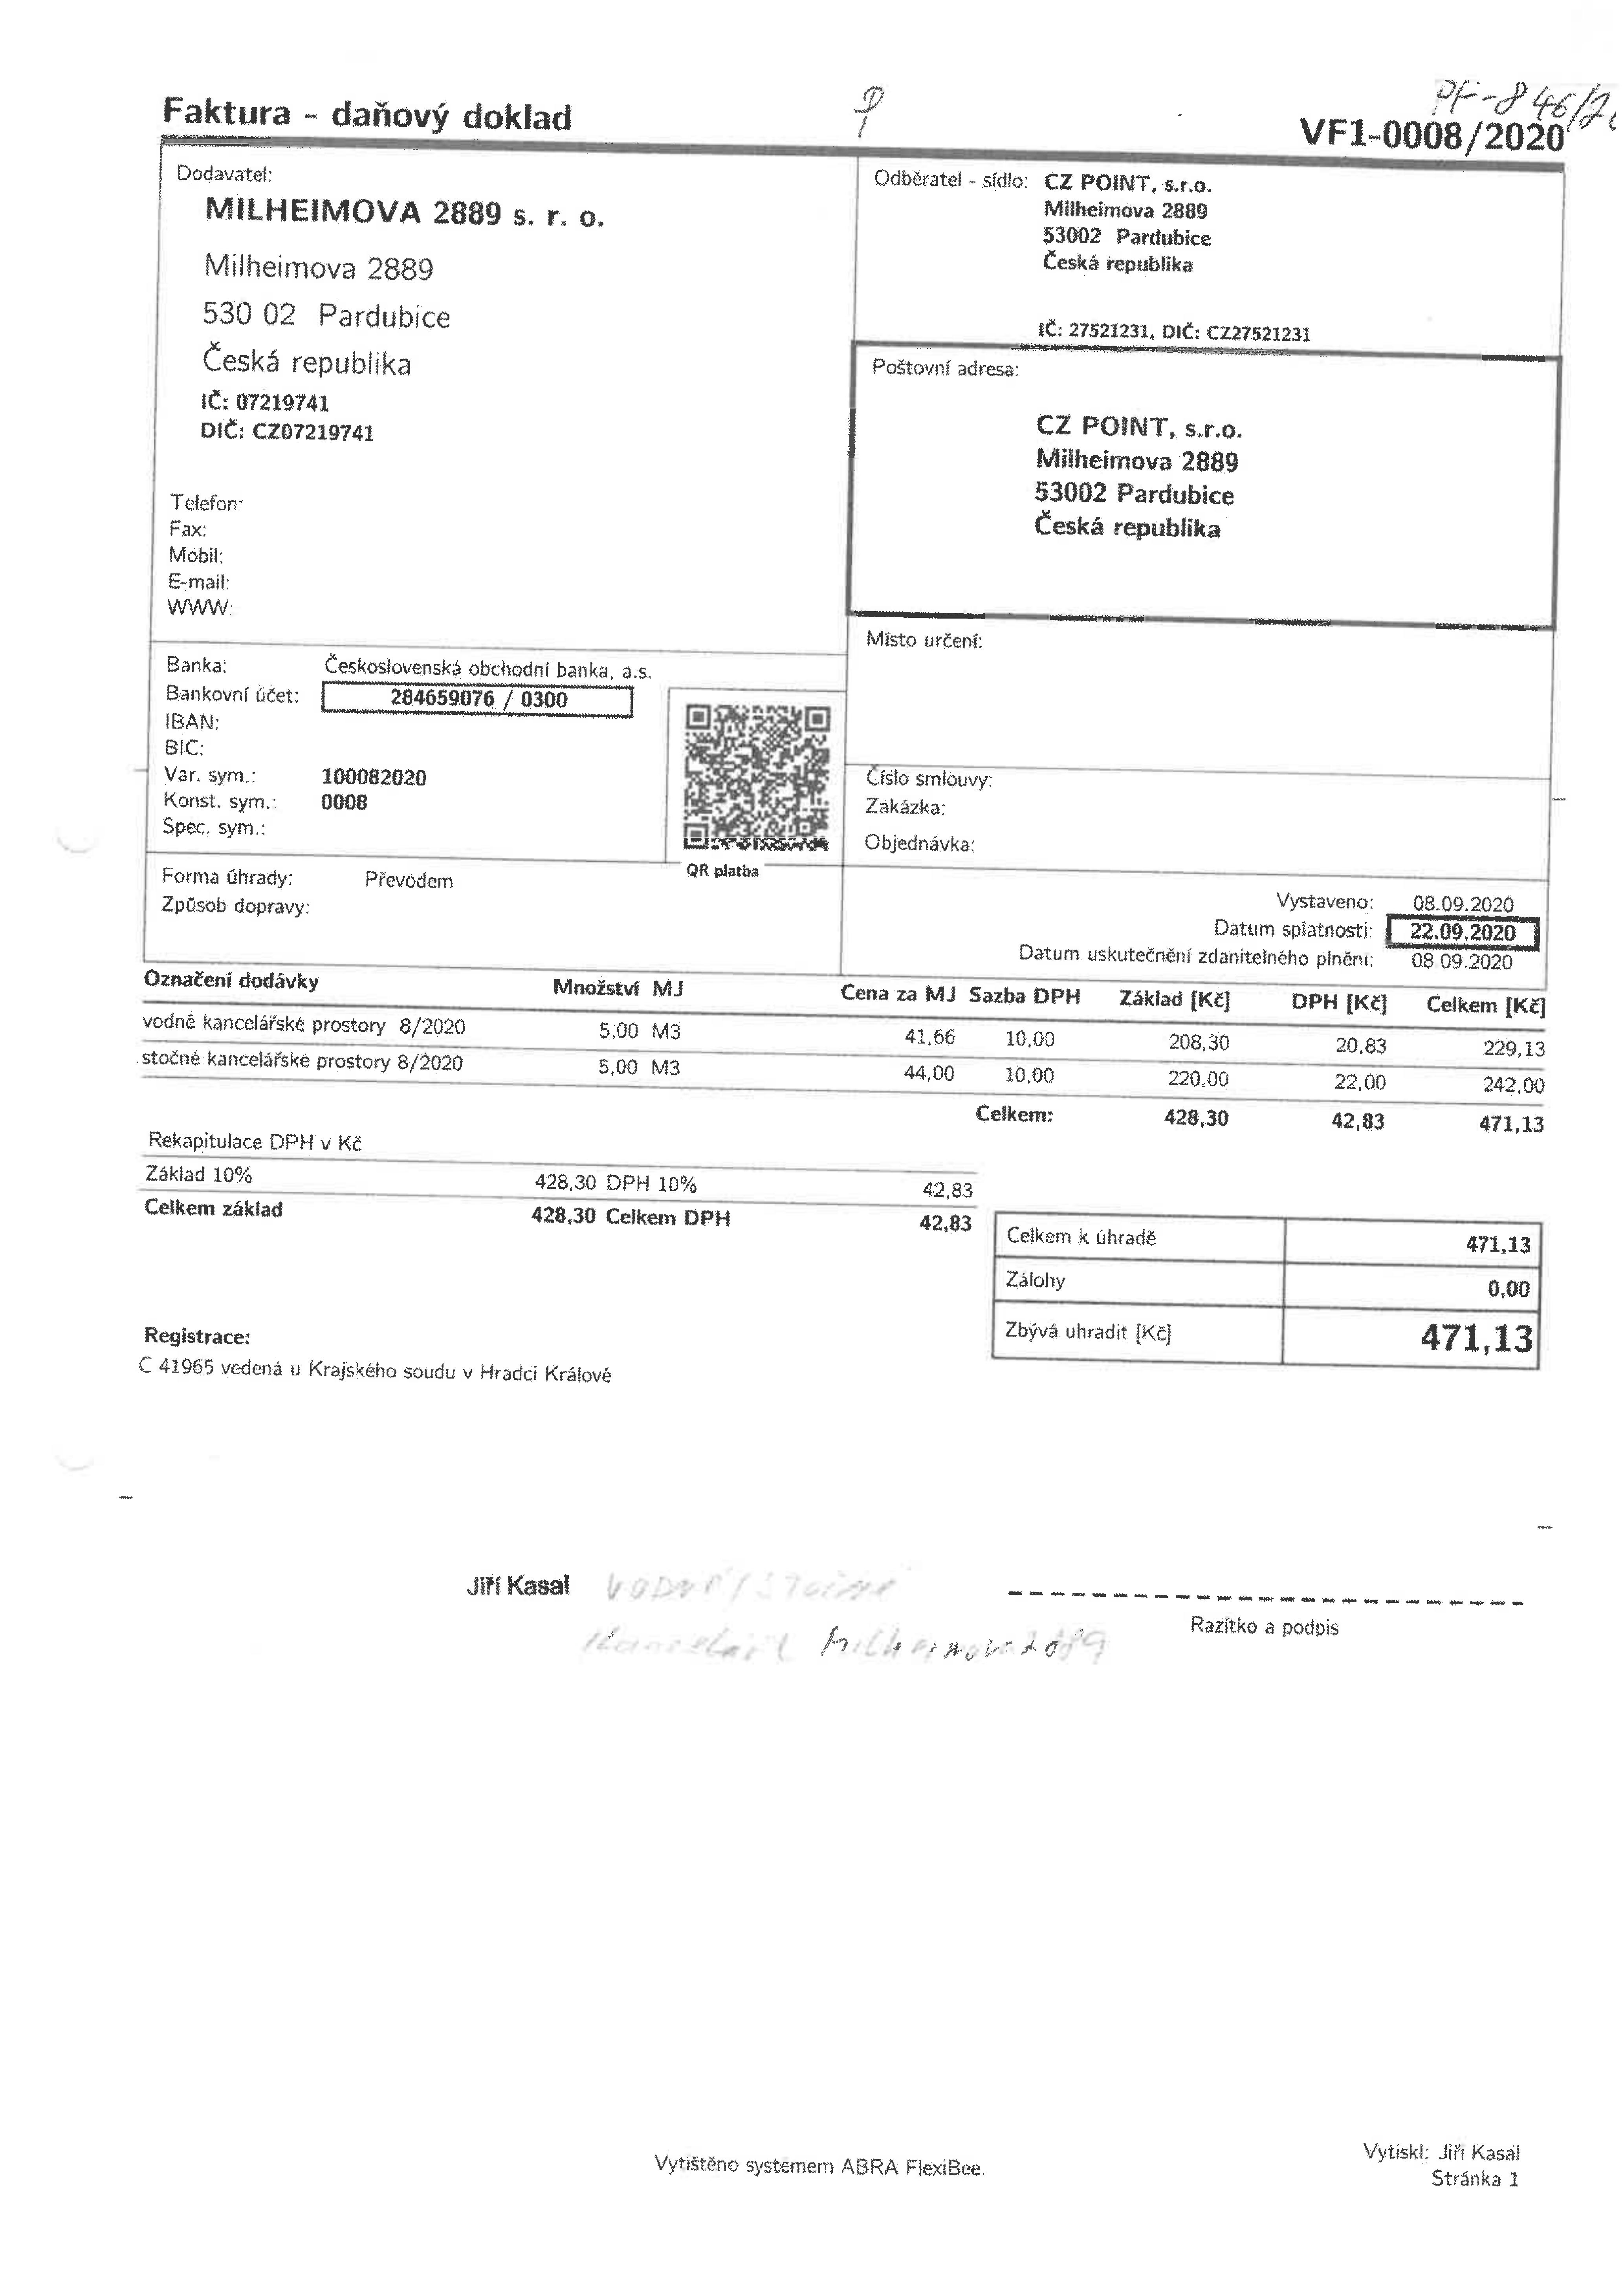 Faktura - daňový doklad
VF1-0008/2020
Dodavatel:
MILHEIMOVA 2889 s. r. o.
Milheimova 2889
530 02 Pardubice
Česká republika
IČ: 07219741
DIČ: CZ07219741
Telefon:
Fax:
Mobil:
E-mail:
WWW:
Odběratel - sídlo: CZ POINT, s.r.o.
Milheimova 2889
53002 Pardubice
Česká republika
IČ: 27521231, DIČ: CZ27521231
Poštovní adresa:
CZ POINT, s.r.o.
Milheimova 2889
53002 Pardubice
Česká republika
Místo určení:
Banka: Československá obchodní banka, a.s.
Bankovní účet: 284659076 / 0300
IBAN:
BIC:
Var. sym.: 100082020
Konst. sym.: 0008
Spec. sym.:
QR platba
Číslo smlouvy:
Zakázka:
Objednávka:
Forma úhrady: Převodem
Způsob dopravy:
Vystaveno: 08.09.2020
Datum splatnosti: 22.09.2020
Datum uskutečnění zdanitelného plnění: 08.09.2020
Označení dodávky Množství MJ Cena za MJ Sazba DPH Základ [Kč] DPH [Kč] Celkem [Kč]
vodné kancelářské prostory 8/2020 5,00 M3 41,66 10,00 208,30 20,83 229,13
stočné kancelářské prostory 8/2020 5,00 M3 44,00 10,00 220,00 22,00 242,00
Celkem: 428,30 42,83 471,13
Rekapitulace DPH v Kč
Základ 10% 428,30 DPH 10% 42,83
Celkem základ 428,30 Celkem DPH 42,83
Celkem k úhradě 471,13
Zálohy 0,00
Zbývá uhradit [Kč] 471,13
Registrace:
C 41965 vedená u Krajského soudu v Hradci Králové
Jiří Kasal
Milheimova 2889
Razítko a podpis
Vytištěno systémem ABRA FlexiBee.
Vytiskl: Jiří Kasal
Stránka 1